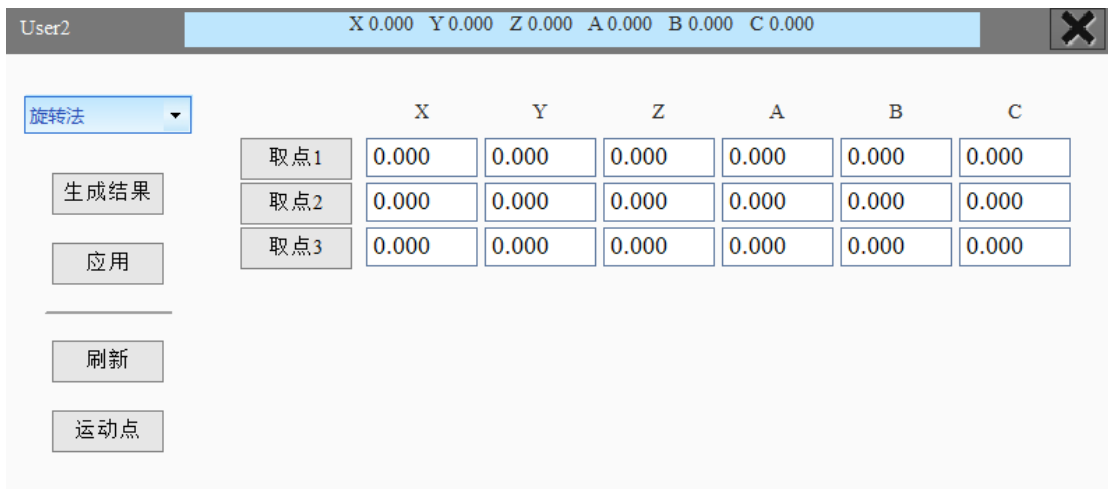 User2 X 0.000 Y 0.000 Z 0.000 A 0.000 B 0.000 C 0.000
旋转法
X Y Z A B C
取点1 0.000 0.000 0.000 0.000 0.000 0.000
生成结果
取点2 0.000 0.000 0.000 0.000 0.000 0.000
取点3 0.000 0.000 0.000 0.000 0.000 0.000
应用
刷新
运动点